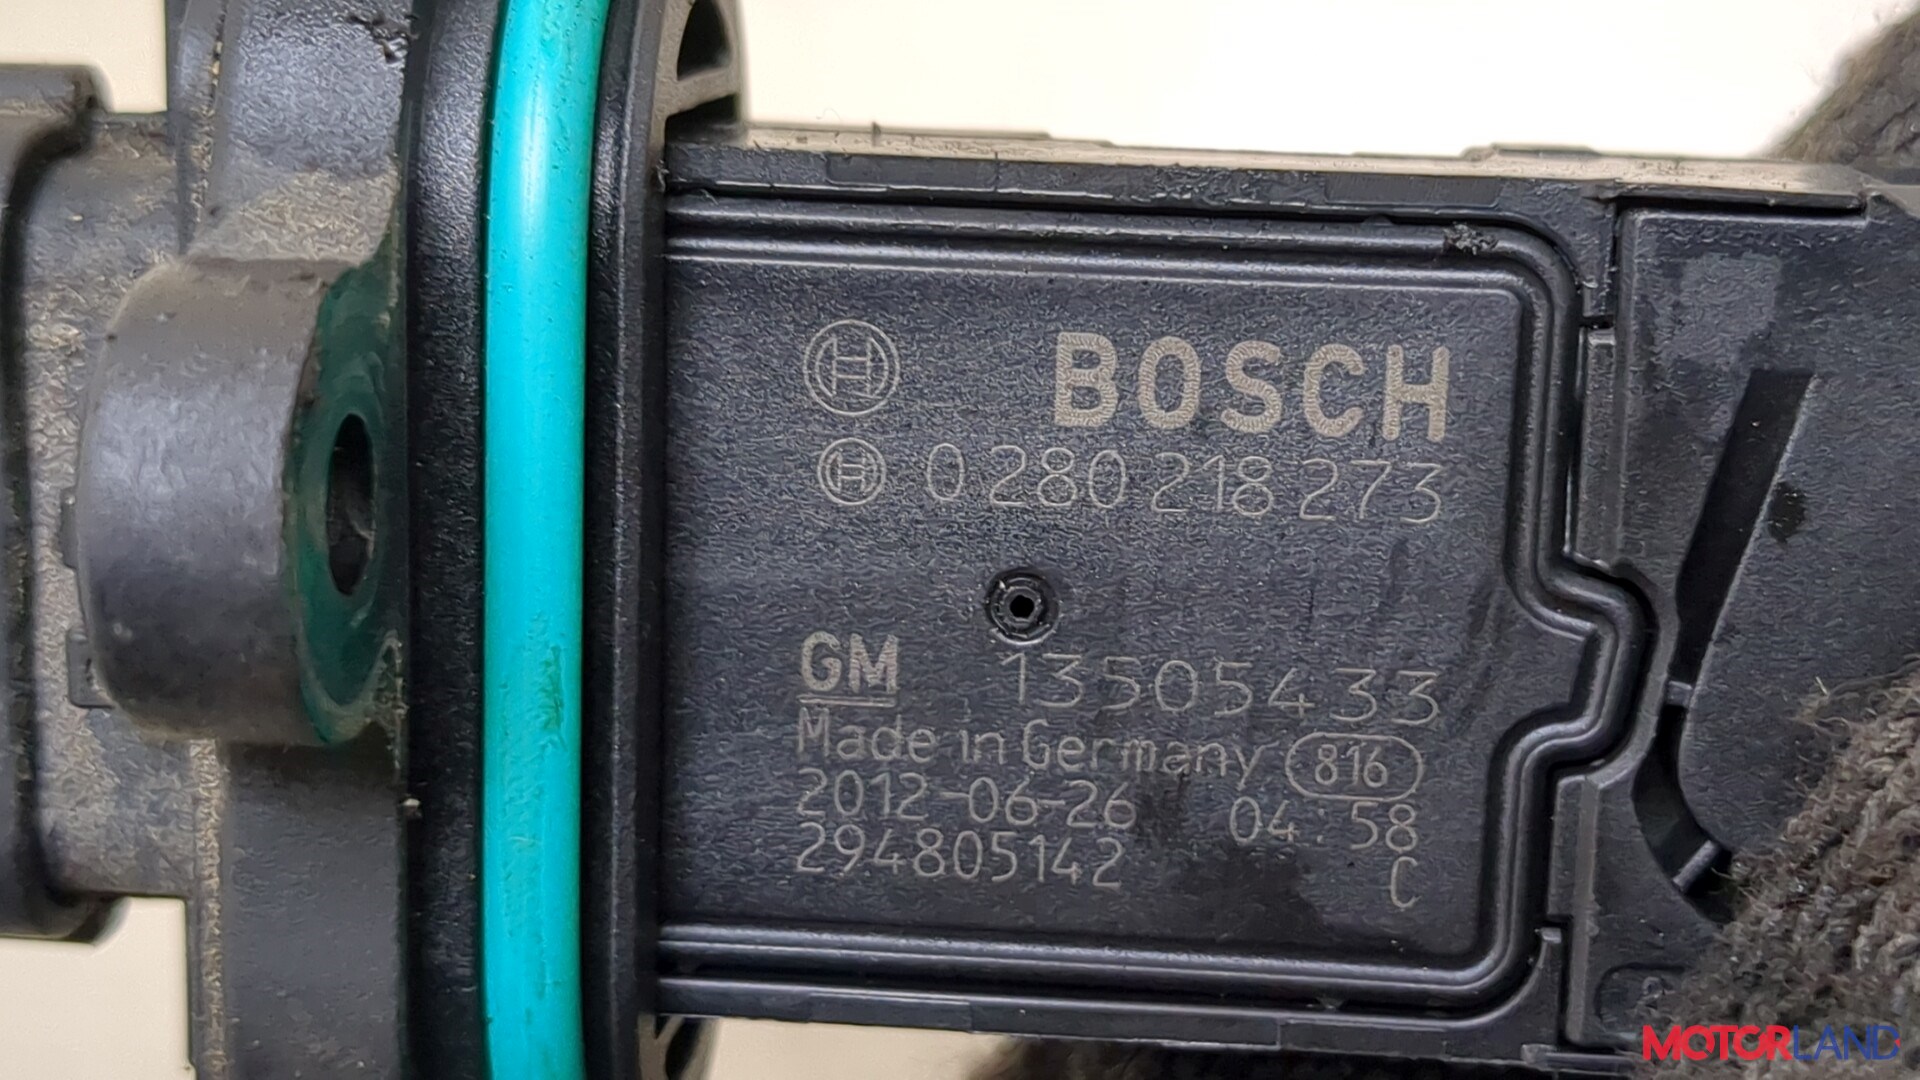 BOSCH
0 280 218 273
GM 13505433
Made in Germany 816
2012-06-26 04:58
294805142 C
MOTORLAND